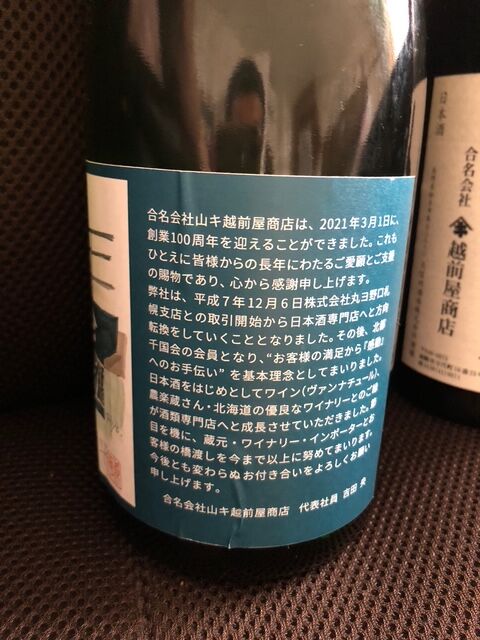 合名会社山キ越前屋商店は、2021年3月1日に、
創業100周年を迎えることができました。これも
ひとえに皆様からの長年にわたるご愛顧とご支援
の賜物であり、心から感謝申し上げます。
弊社は、平成7年12月6日株式会社丸ヨ野口札
幌支店との取引開始から日本酒専門店へと方向
転換をしていくこととなりました。その後、北海
千国会の会員となり、“お客様の満足から『感動』
へのお手伝い”を基本理念としてまいりました。
日本酒をはじめとしてワイン(ヴァンナチュール)、
農楽蔵さん・北海道の優良なワイナリーとのご縁
が酒類専門店へと成長させていただきました。節
目を機に、蔵元・ワイナリー・インポーターとお
客様の橋渡しを今まで以上に努めてまいります。
今後とも変わらぬお付き合いをよろしくお願い
申し上げます。
合名会社山キ越前屋商店 代表社員 吉田 央
日本酒
合名会社
越前屋商店